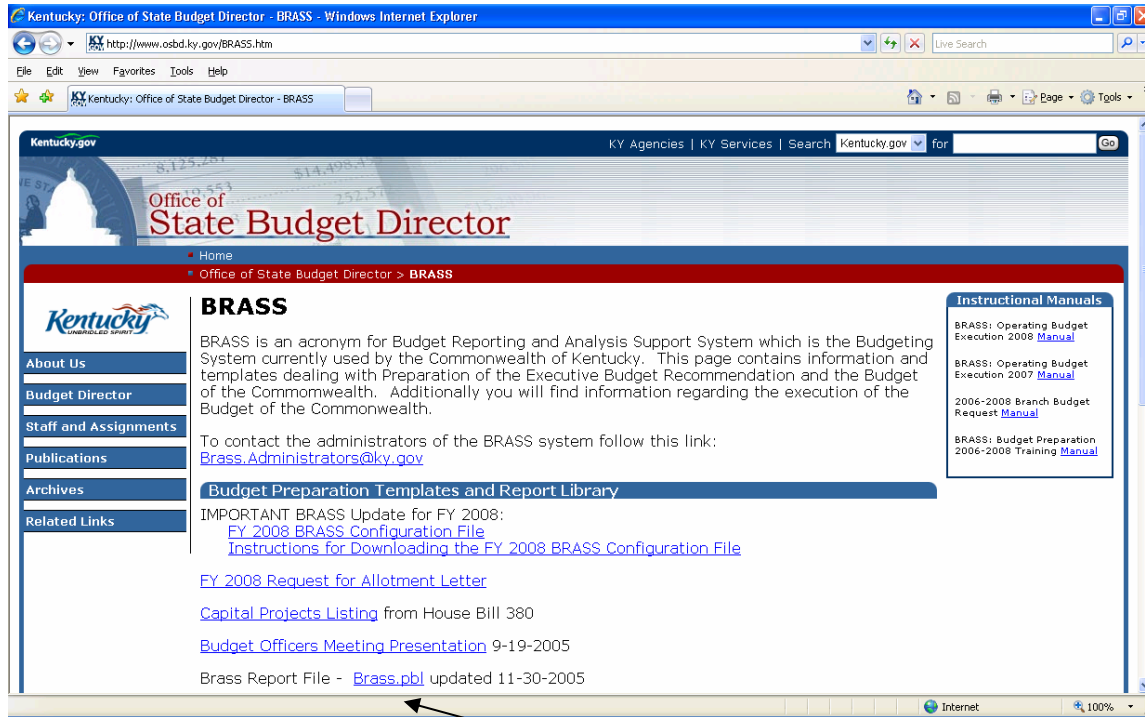 Kentucky: Office of State Budget Director - BRASS - Windows Internet Explorer
http://www.osbd.ky.gov/BRASS.htm
Live Search
File Edit View Favorites Tools Help
Kentucky: Office of State Budget Director - BRASS
Page Tools
Kentucky.gov
KY Agencies | KY Services | Search Kentucky.gov for Go
8,125,287
$14,498,4
19,553
252,57
Office of
State Budget Director
Home
Office of State Budget Director > BRASS
Kentucky
UNBRIDLED SPIRIT
About Us
Budget Director
Staff and Assignments
Publications
Archives
Related Links
BRASS
BRASS is an acronym for Budget Reporting and Analysis Support System which is the Budgeting
System currently used by the Commonwealth of Kentucky. This page contains information and
templates dealing with Preparation of the Executive Budget Recommendation and the Budget
of the Commomwealth. Additionally you will find information regarding the execution of the
Budget of the Commonwealth.
To contact the administrators of the BRASS system follow this link:
Brass.Administrators@ky.gov
Budget Preparation Templates and Report Library
IMPORTANT BRASS Update for FY 2008:
FY 2008 BRASS Configuration File
Instructions for Downloading the FY 2008 BRASS Configuration File
FY 2008 Request for Allotment Letter
Capital Projects Listing from House Bill 380
Budget Officers Meeting Presentation 9-19-2005
Brass Report File - Brass.pbl updated 11-30-2005
Instructional Manuals
BRASS: Operating Budget
Execution 2008 Manual
BRASS: Operating Budget
Execution 2007 Manual
2006-2008 Branch Budget
Request Manual
BRASS: Budget Preparation
2006-2008 Training Manual
Internet
100%